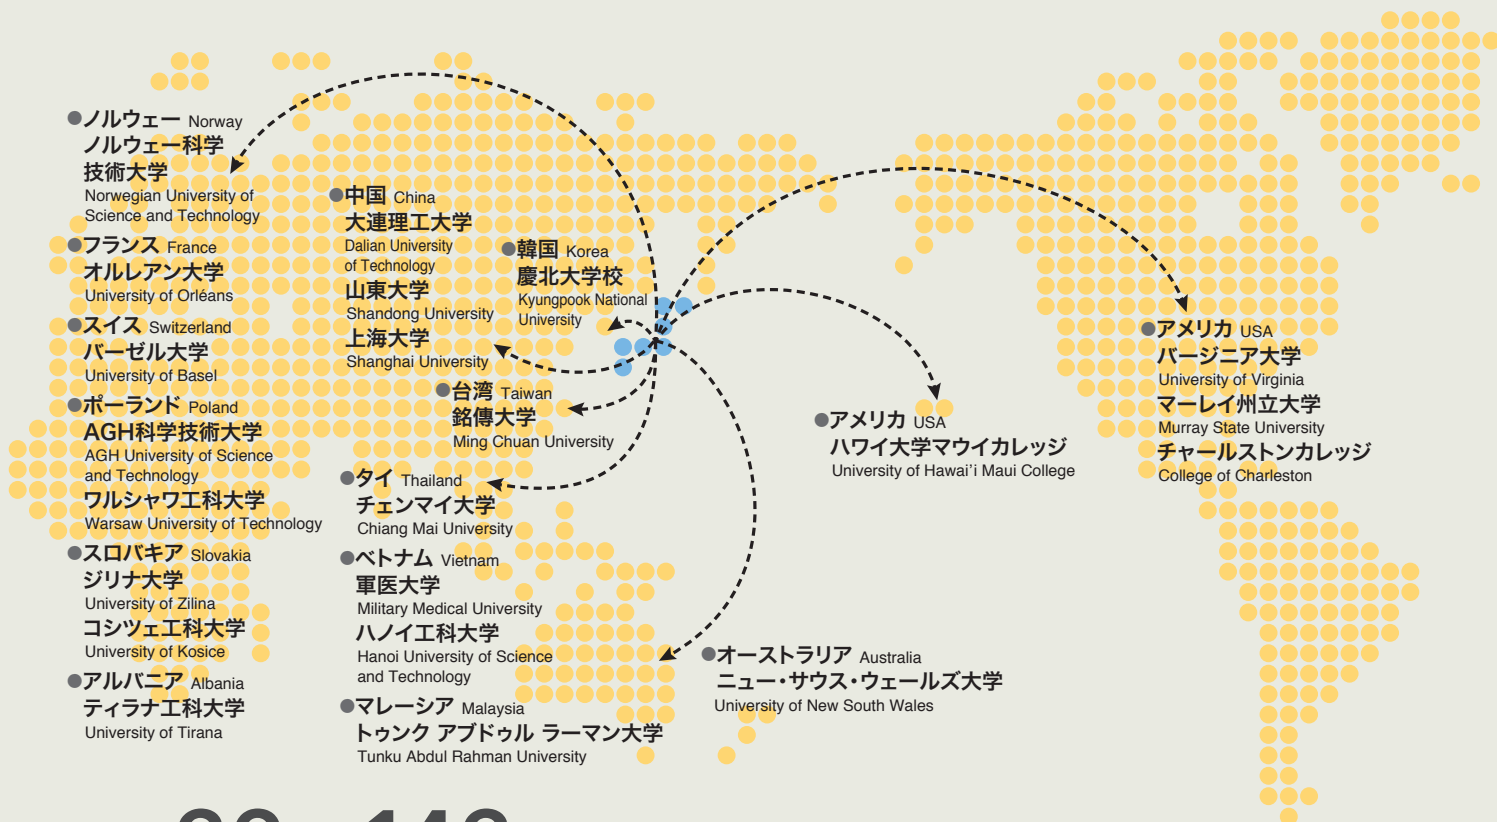 ●ノルウェー Norway
ノルウェー科学
技術大学
Norwegian University of
Science and Technology
●フランス France
オルレアン大学
University of Orléans
●スイス Switzerland
バーゼル大学
University of Basel
●ポーランド Poland
AGH科学技術大学
AGH University of Science
and Technology
ワルシャワ工科大学
Warsaw University of Technology
●スロバキア Slovakia
ジリナ大学
University of Zilina
コシツェ工科大学
University of Kosice
●アルバニア Albania
ティラナ工科大学
University of Tirana
●中国 China
大連理工大学
Dalian University
of Technology
山東大学
Shandong University
上海大学
Shanghai University
●韓国 Korea
慶北大学校
Kyungpook National
University
●台湾 Taiwan
銘傳大学
Ming Chuan University
●タイ Thailand
チェンマイ大学
Chiang Mai University
●ベトナム Vietnam
軍医大学
Military Medical University
ハノイ工科大学
Hanoi University of Science
and Technology
●マレーシア Malaysia
トゥンク アブドゥル ラーマン大学
Tunku Abdul Rahman University
●オーストラリア Australia
ニュー・サウス・ウェールズ大学
University of New South Wales
●アメリカ USA
ハワイ大学マウイカレッジ
University of Hawai’i Maui College
●アメリカ USA
バージニア大学
University of Virginia
マーレイ州立大学
Murray State University
チャールストンカレッジ
College of Charleston